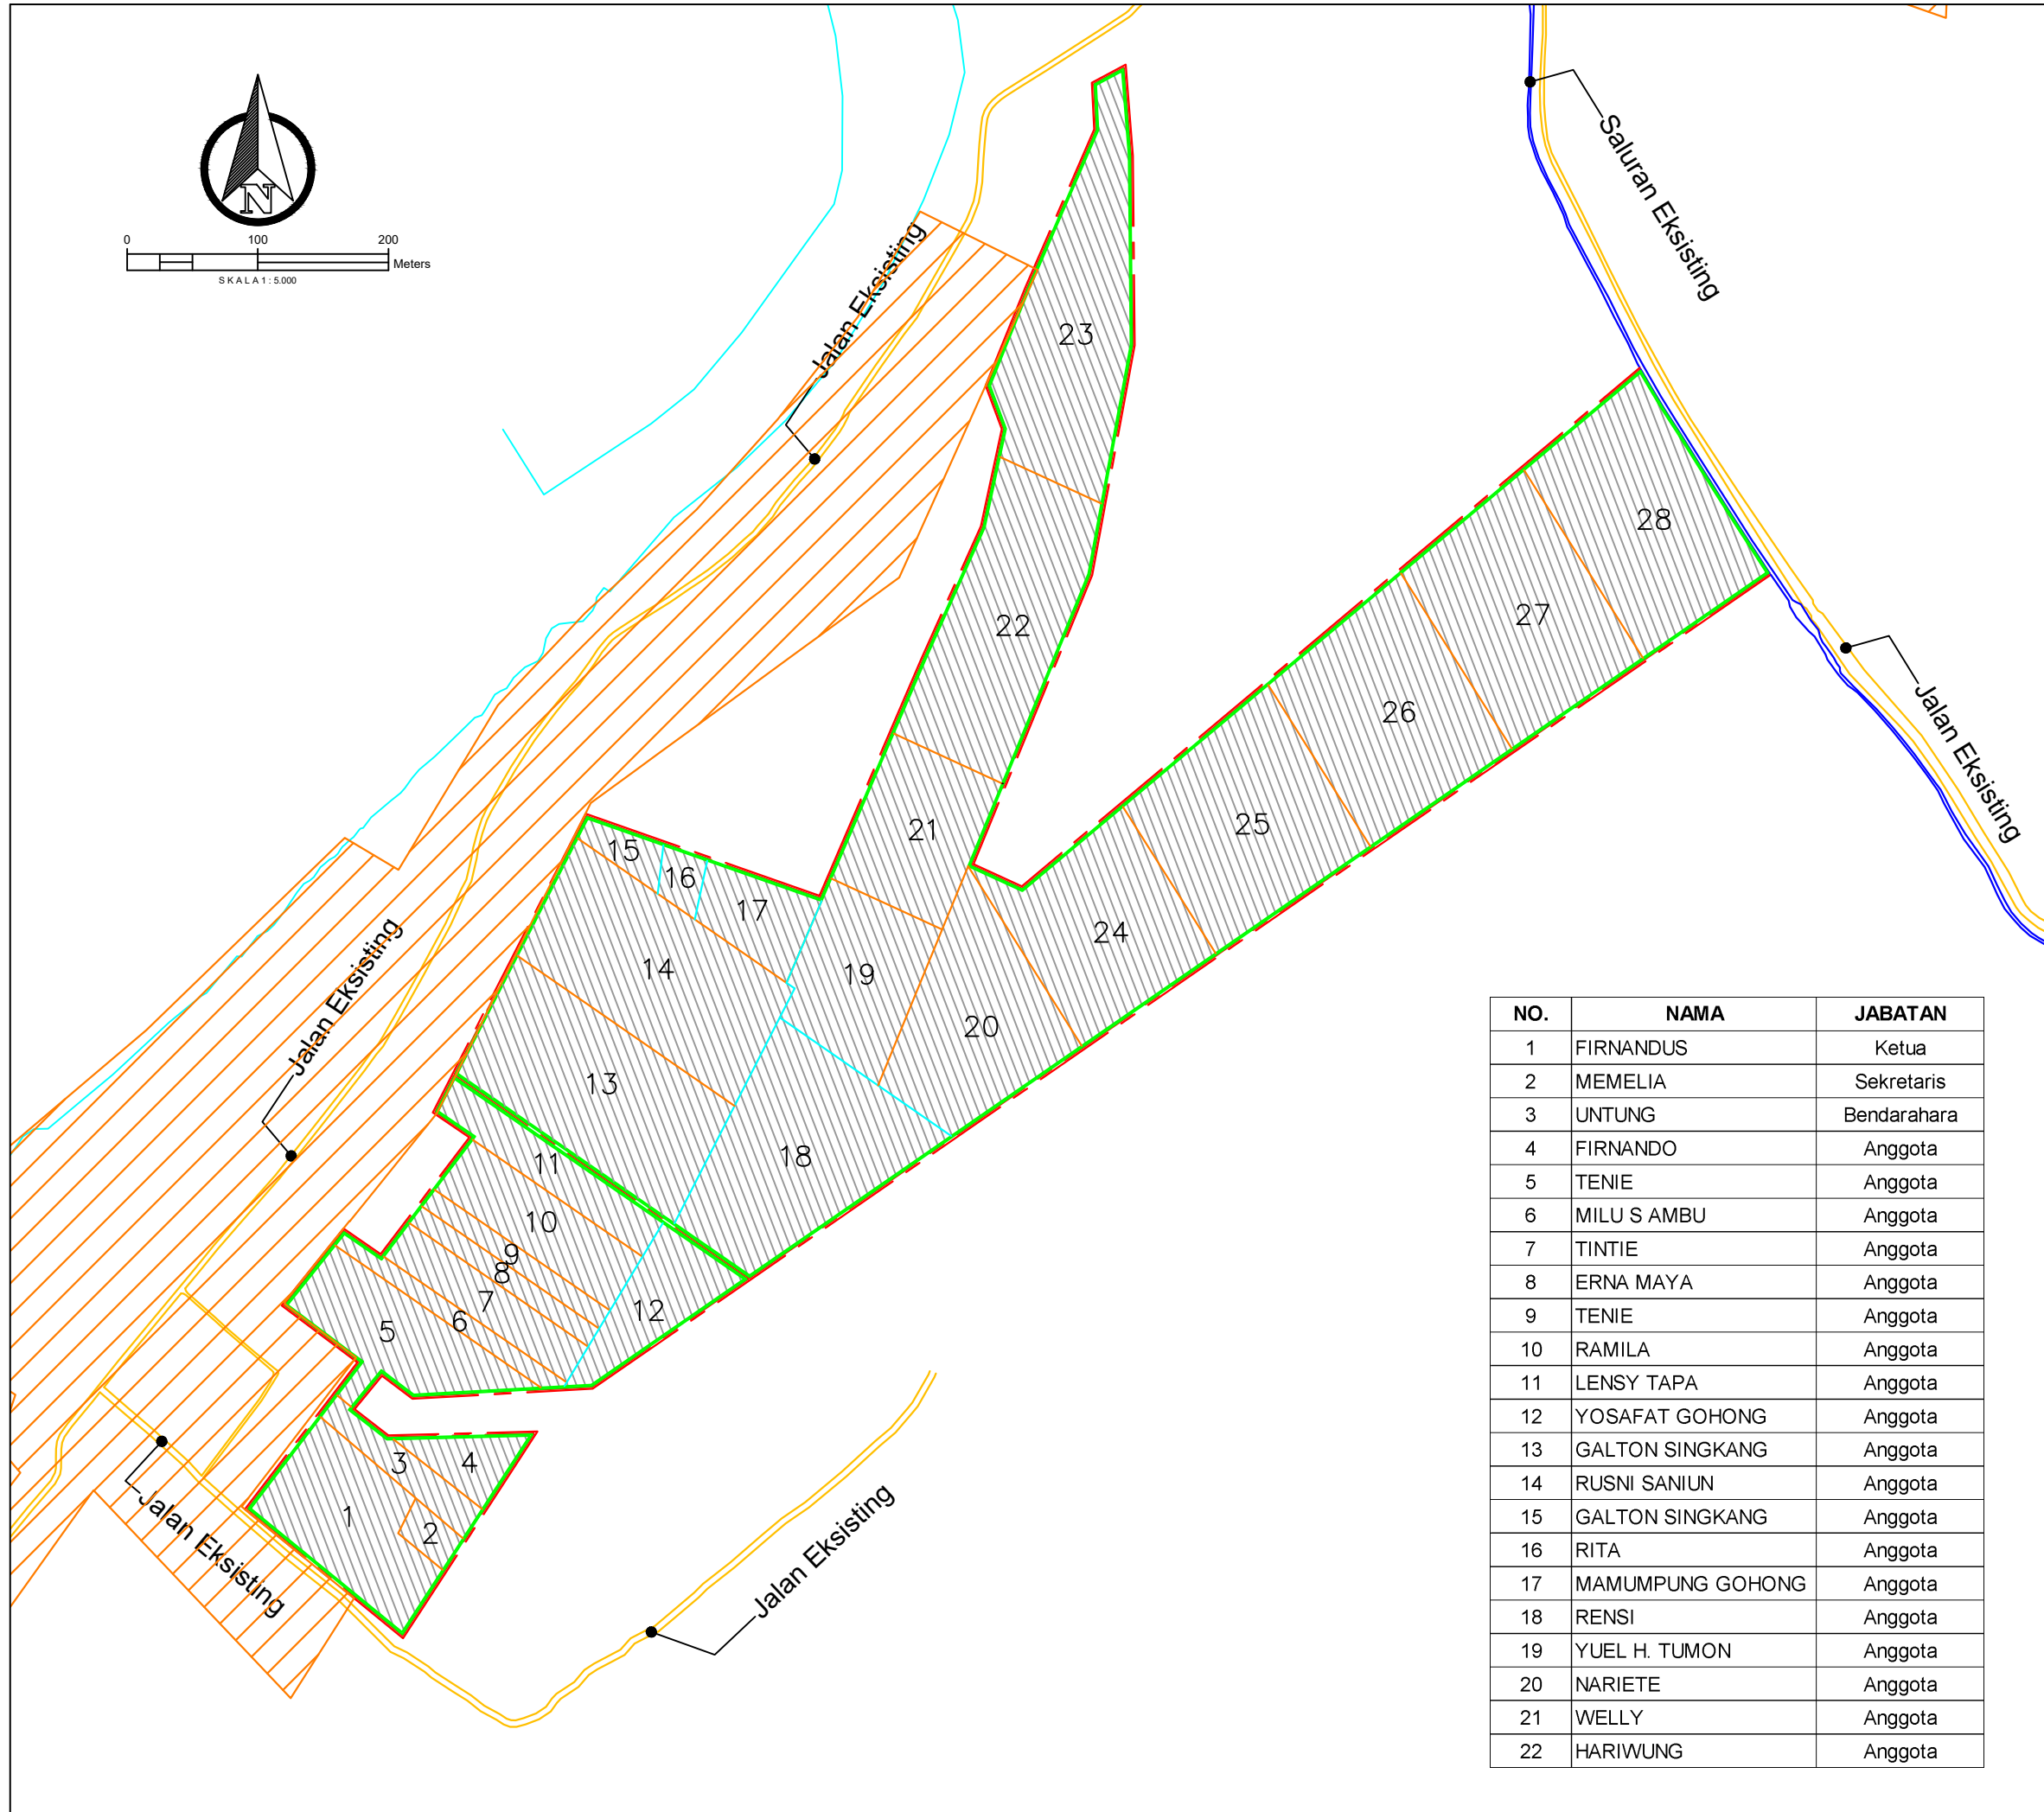 N
0 100 200
Meters
S K A L A 1 : 5.000
Jalan Eksisting
Saluran Eksisting
Jalan Eksisting
Jalan Eksisting
Jalan Eksisting
Jalan Eksisting
23
28
27
22
26
25
21
15
16
17
24
14
19
20
13
18
11
10
9
8
7
12
6
5
3
4
1
2
NO. NAMA JABATAN
1 FIRNANDUS Ketua
2 MEMELIA Sekretaris
3 UNTUNG Bendarahara
4 FIRNANDO Anggota
5 TENIE Anggota
6 MILU S AMBU Anggota
7 TINTIE Anggota
8 ERNA MAYA Anggota
9 TENIE Anggota
10 RAMILA Anggota
11 LENSY TAPA Anggota
12 YOSAFAT GOHONG Anggota
13 GALTON SINGKANG Anggota
14 RUSNI SANIUN Anggota
15 GALTON SINGKANG Anggota
16 RITA Anggota
17 MAMUMPUNG GOHONG Anggota
18 RENSI Anggota
19 YUEL H. TUMON Anggota
20 NARIETE Anggota
21 WELLY Anggota
22 HARIWUNG Anggota